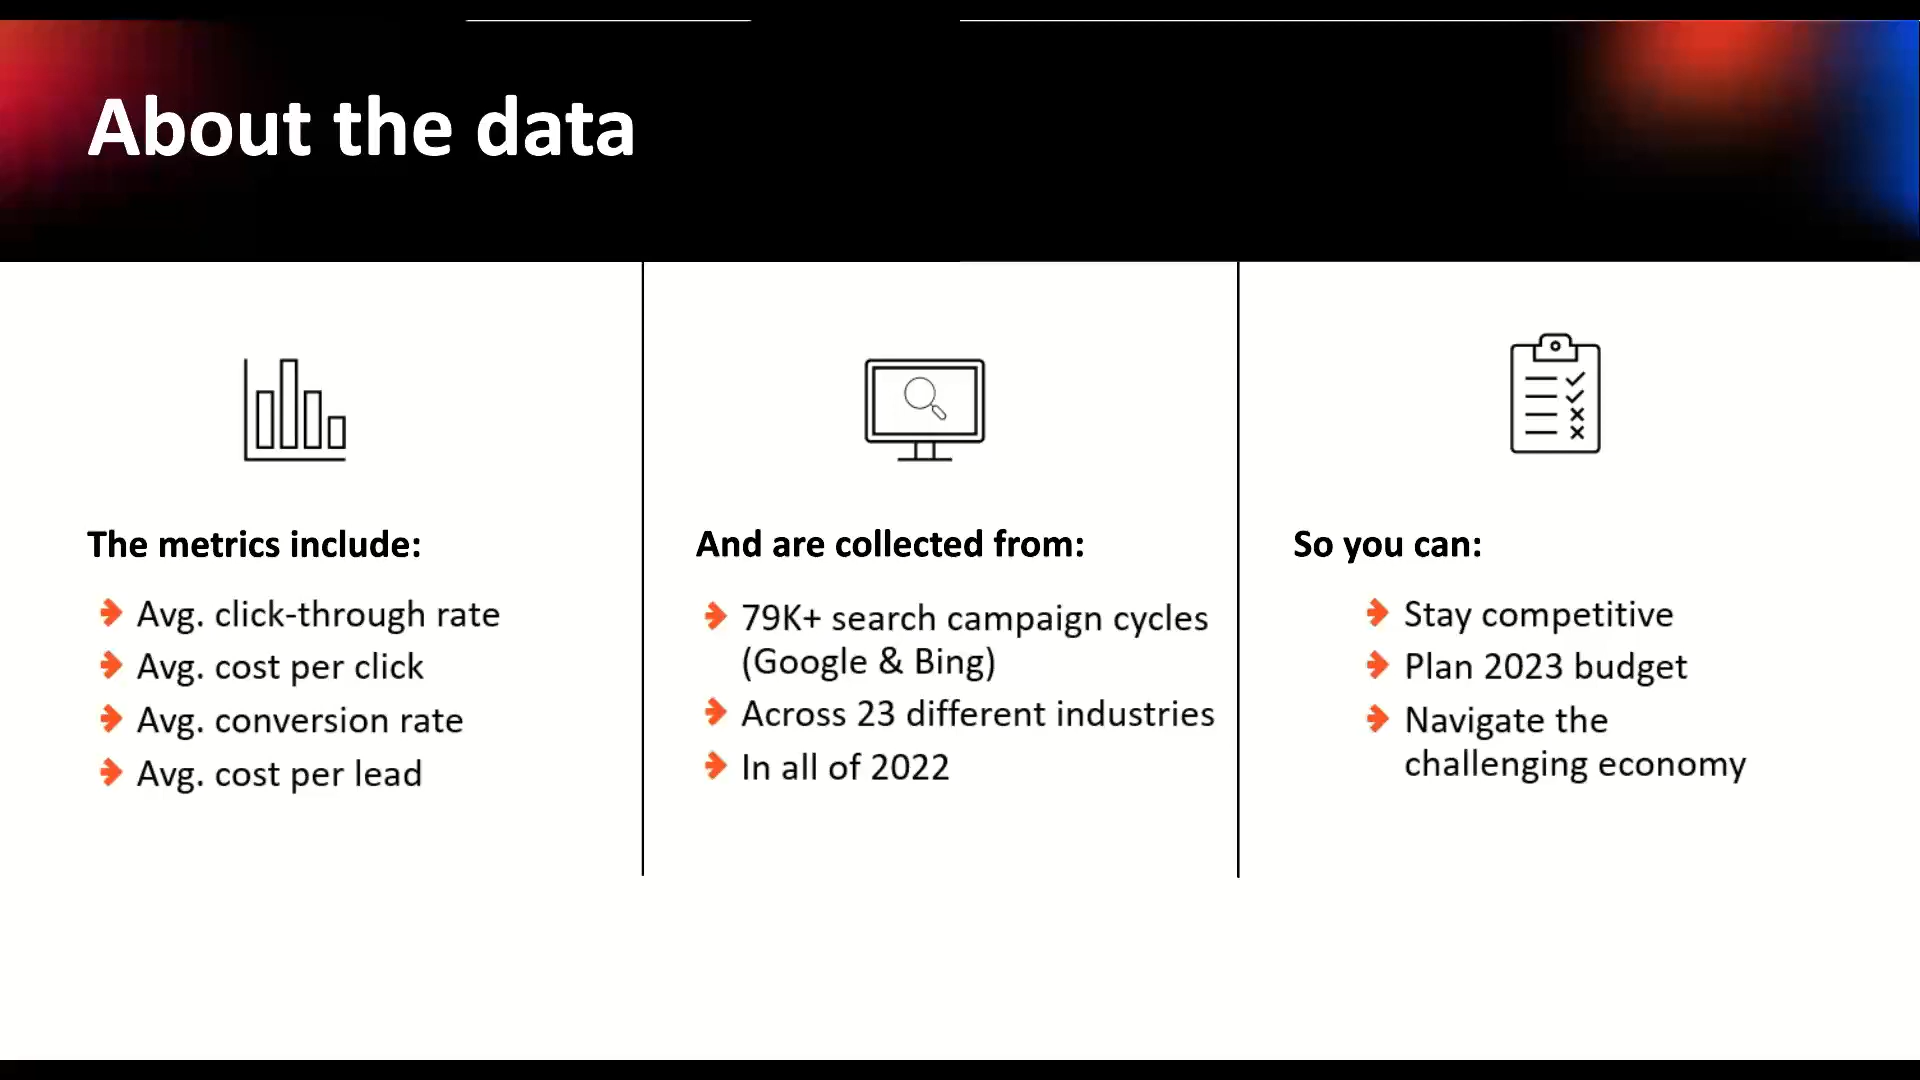 About the data
The metrics include:
Avg. click-through rate
Avg. cost per click
Avg. conversion rate
Avg. cost per lead
And are collected from:
79K+ search campaign cycles
(Google & Bing)
Across 23 different industries
In all of 2022
So you can:
Stay competitive
Plan 2023 budget
Navigate the
challenging economy